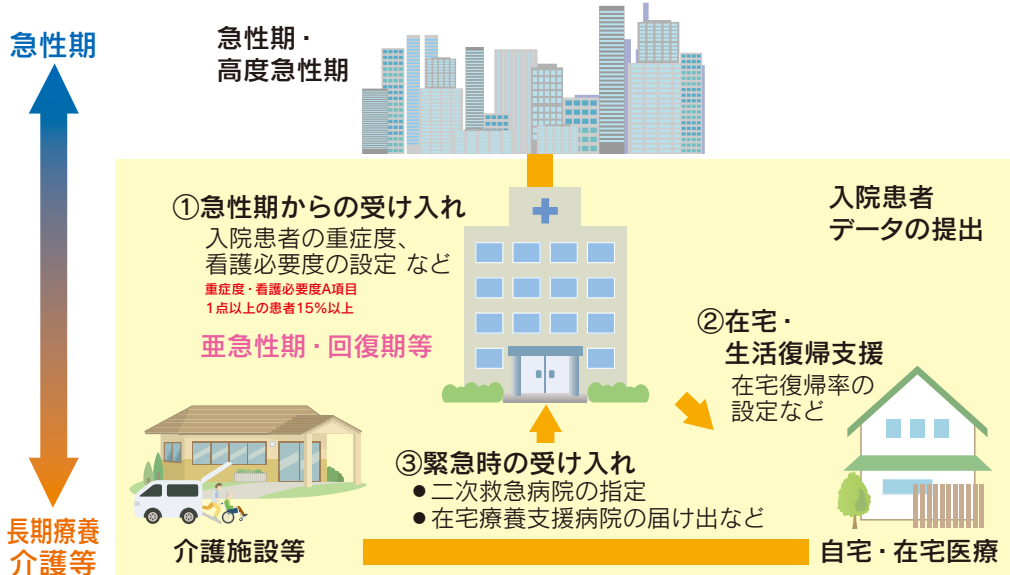 急性期
急性期・
高度急性期
①急性期からの受け入れ
入院患者の重症度、
看護必要度の設定 など
重症度・看護必要度A項目
1点以上の患者15%以上
亜急性期・回復期等
入院患者
データの提出
②在宅・
生活復帰支援
在宅復帰率の
設定など
③緊急時の受け入れ
●二次救急病院の指定
●在宅療養支援病院の届け出など
長期療養
介護等
介護施設等
自宅・在宅医療